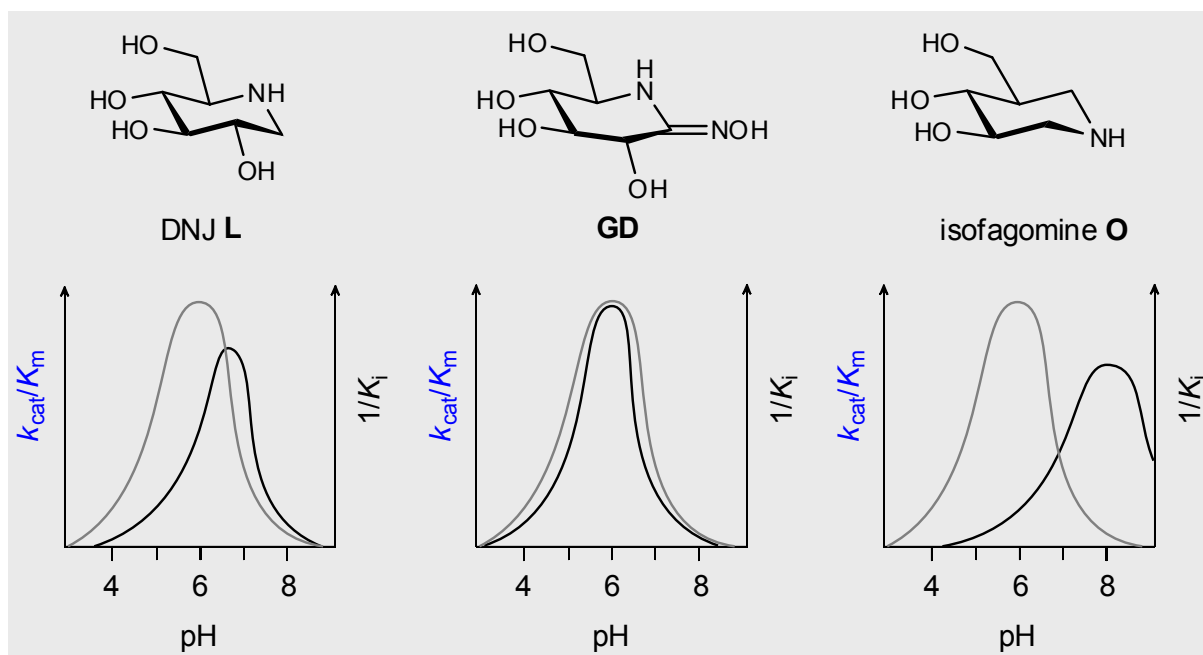 HO
HO
HO
NH
OH
DNJ L
HO
HO
HO
H
N
NOH
OH
GD
HO
HO
HO
NH
isofagomine O
kcat/Km
1/Ki
4 6 8
pH
kcat/Km
1/Ki
4 6 8
pH
kcat/Km
1/Ki
4 6 8
pH